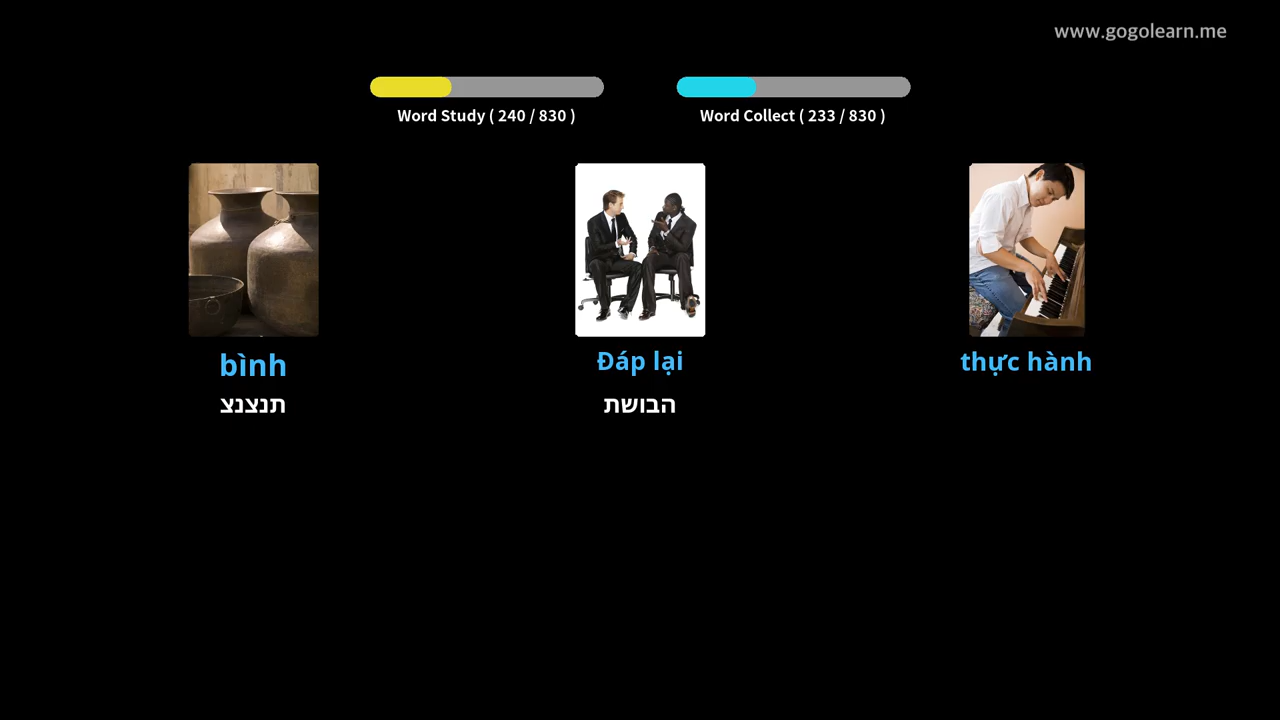 www.gogolearn.me
Word Study ( 240 / 830 )
Word Collect ( 233 / 830 )
bình
Đáp lại
thực hành
תנצנצ
הבושת